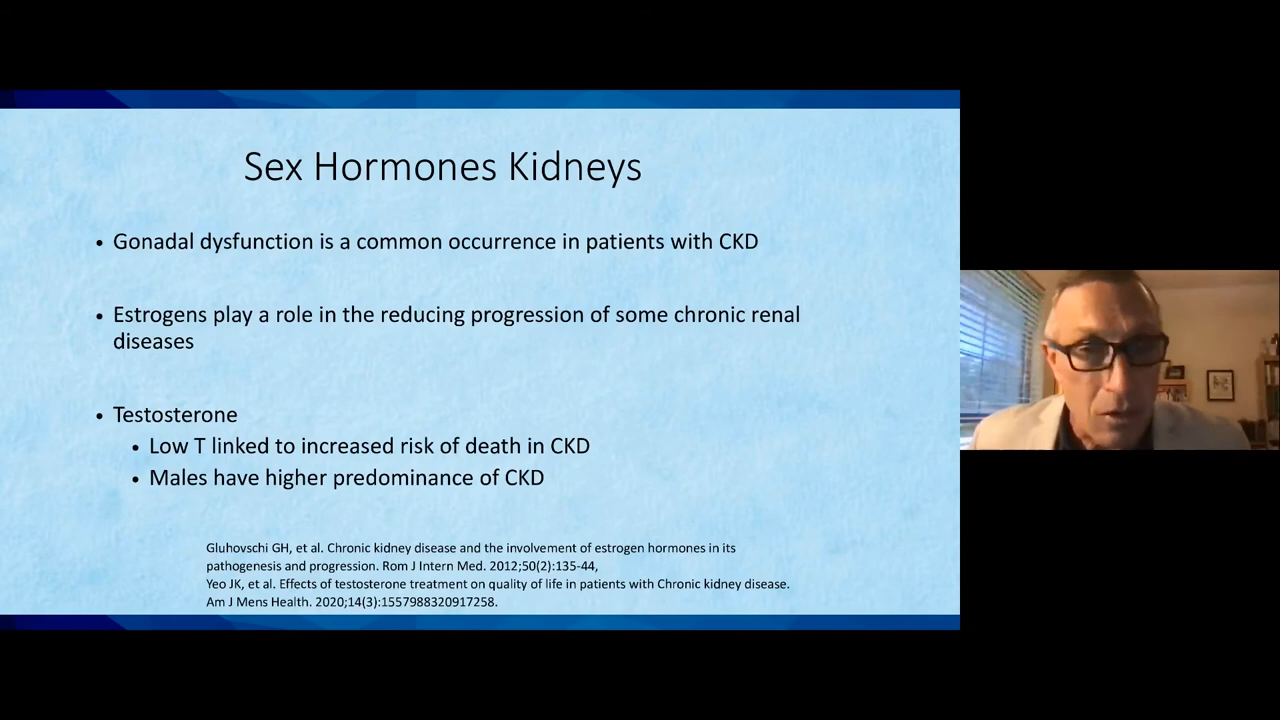 Sex Hormones Kidneys
• Gonadal dysfunction is a common occurrence in patients with CKD
• Estrogens play a role in the reducing progression of some chronic renal
diseases
• Testosterone
• Low T linked to increased risk of death in CKD
• Males have higher predominance of CKD
Gluhovschi GH, et al. Chronic kidney disease and the involvement of estrogen hormones in its
pathogenesis and progression. Rom J Intern Med. 2012;50(2):135-44,
Yeo JK, et al. Effects of testosterone treatment on quality of life in patients with Chronic kidney disease.
Am J Mens Health. 2020;14(3):1557988320917258.